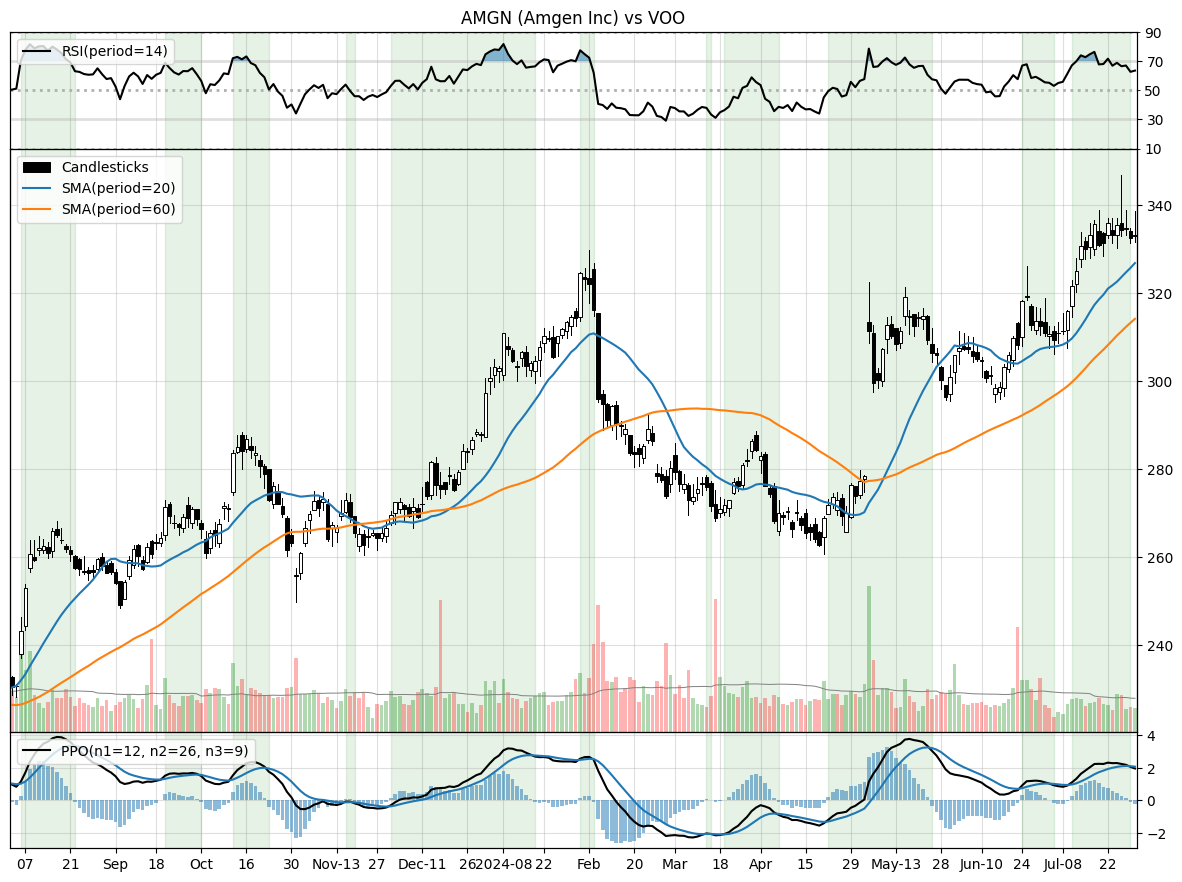 AMGN (Amgen Inc) vs VOO
RSI(period=14)
90
70
50
30
10
Candlesticks
SMA(period=20)
SMA(period=60)
340
320
300
280
260
240
PPO(n1=12, n2=26, n3=9)
4
2
0
−2
07 21 Sep 18 Oct 16 30 Nov-13 27 Dec-11 26 2024-08 22 Feb 20 Mar 18 Apr 15 29 May-13 28 Jun-10 24 Jul-08 22